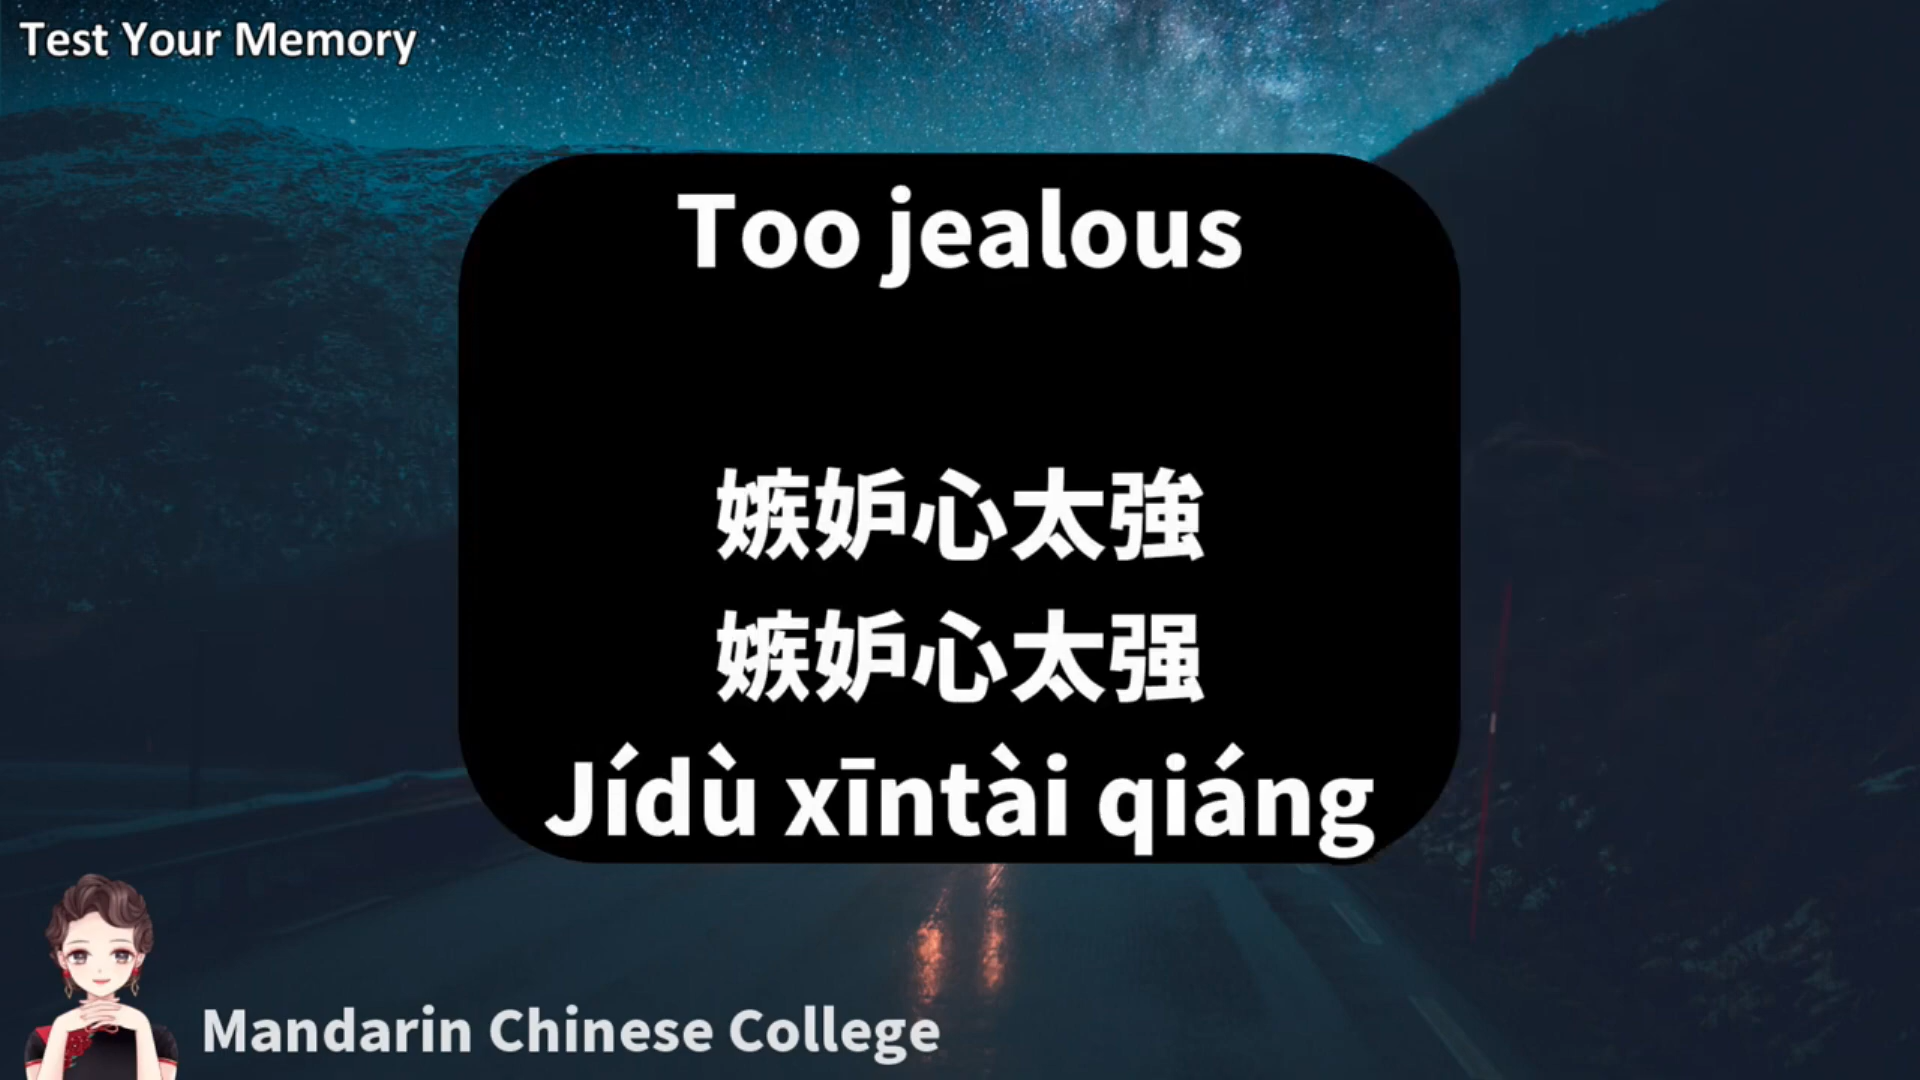 Test Your Memory
Too jealous
嫉妒心太強
嫉妒心太强
Jídù xīntài qiáng
Mandarin Chinese College